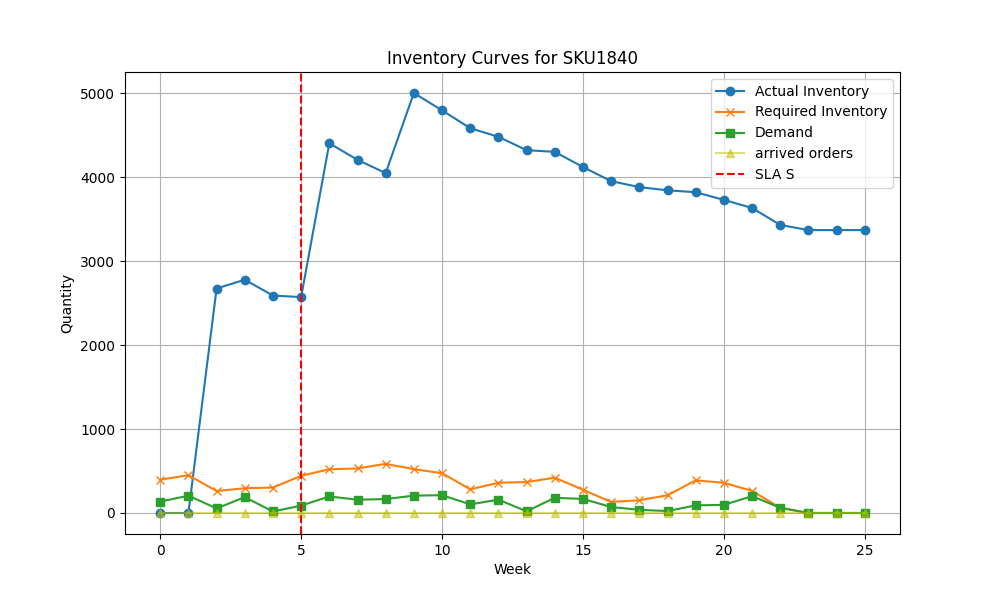 Inventory Curves for SKU1840
Actual Inventory
Required Inventory
Demand
arrived orders
SLA S
Quantity
5000
4000
3000
2000
1000
0
0 5 10 15 20 25
Week